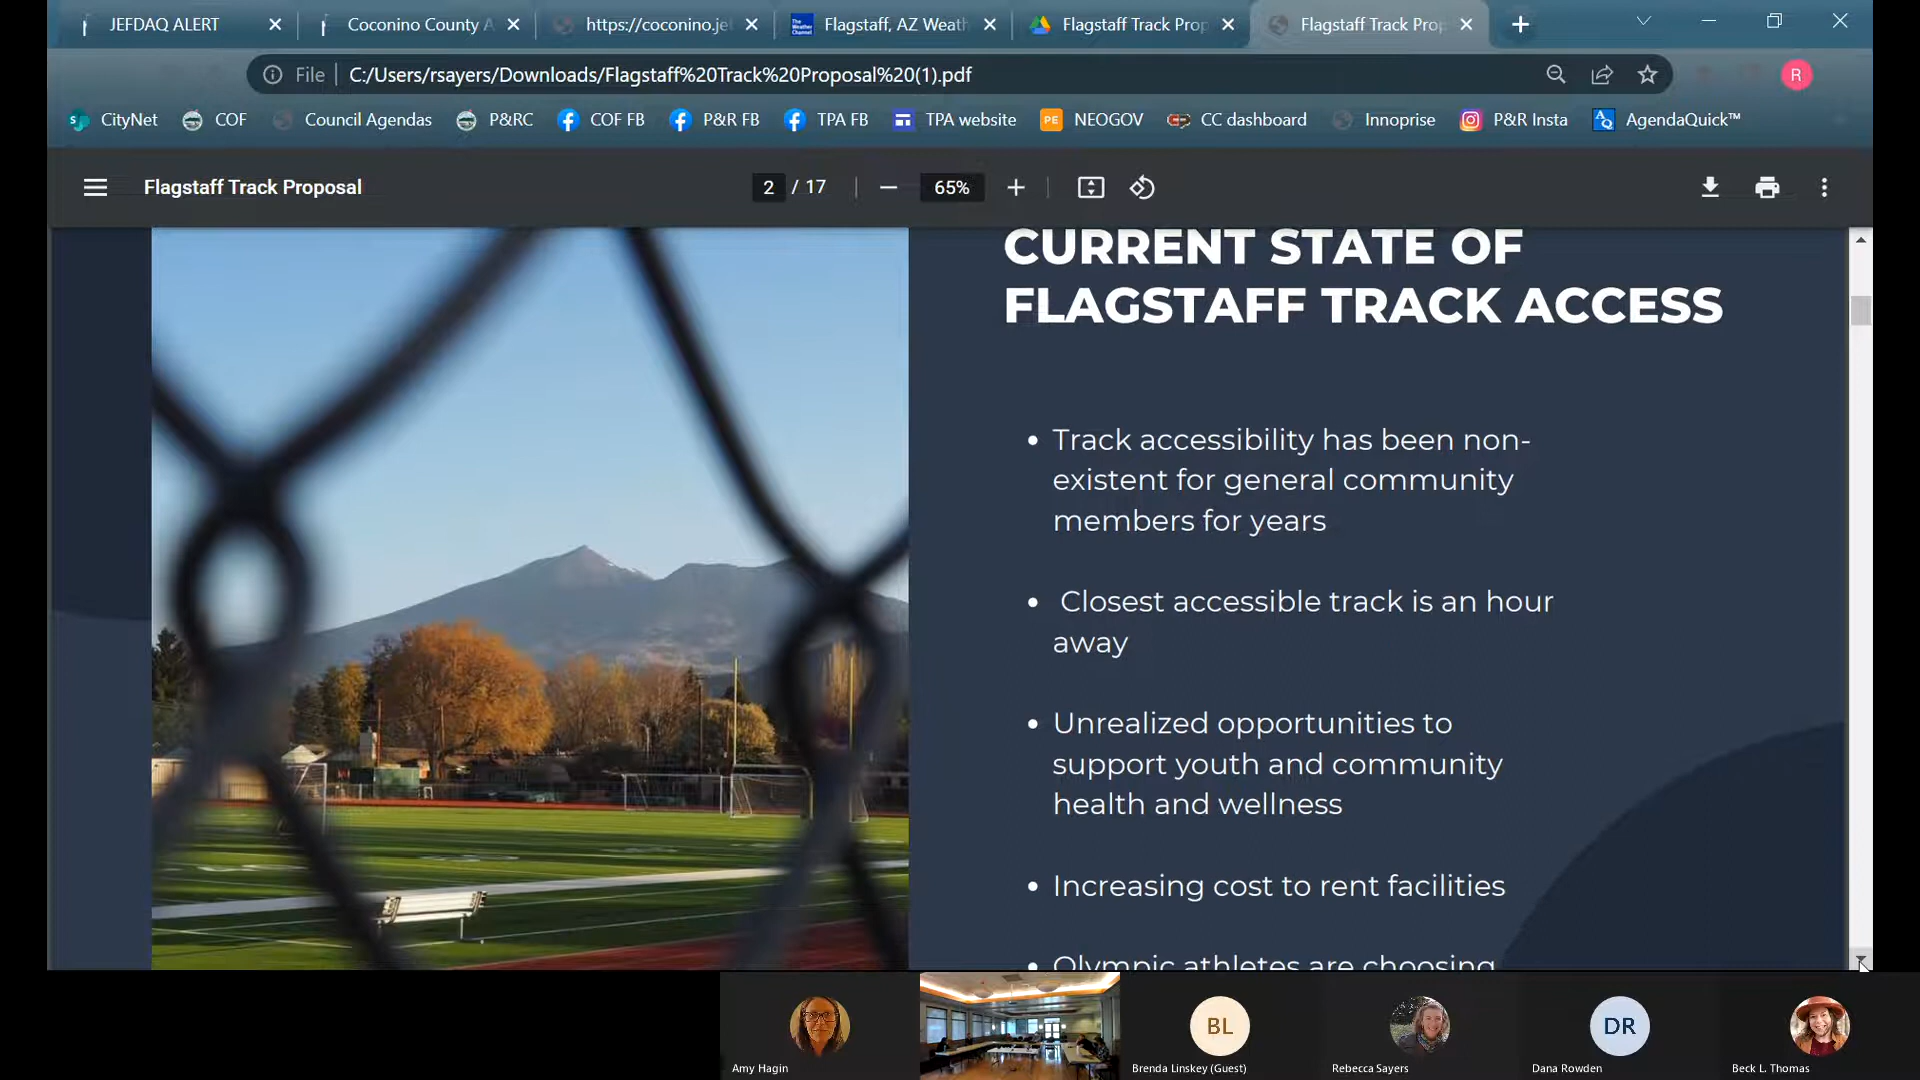 JEFDAQ ALERT
Coconino County A
https://coconino.je
Flagstaff, AZ Weath
Flagstaff Track Prop
Flagstaff Track Prop
File
C:/Users/rsayers/Downloads/Flagstaff%20Track%20Proposal%20(1).pdf
R
CityNet
COF
Council Agendas
P&RC
COF FB
P&R FB
TPA FB
TPA website
PE
NEOGOV
CC dashboard
Innoprise
P&R Insta
AgendaQuick™
Flagstaff Track Proposal
2 / 17
65%
CURRENT STATE OF
FLAGSTAFF TRACK ACCESS
• Track accessibility has been non-
existent for general community
members for years
• Closest accessible track is an hour
away
• Unrealized opportunities to
support youth and community
health and wellness
• Increasing cost to rent facilities
• Olympic athletes are choosing
BL
DR
Amy Hagin
Brenda Linskey (Guest)
Rebecca Sayers
Dana Rowden
Beck L. Thomas